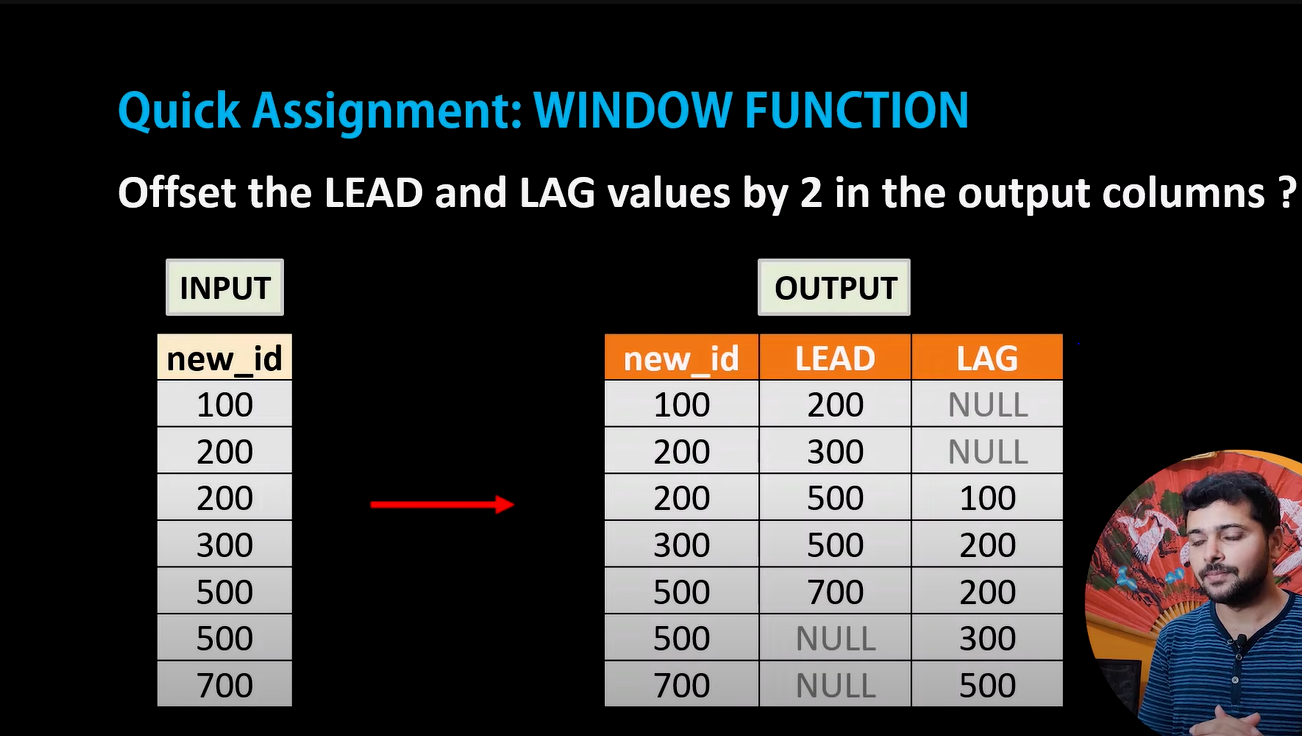 Quick Assignment: WINDOW FUNCTION
Offset the LEAD and LAG values by 2 in the output columns ?
INPUT
new_id
100
200
200
300
500
500
700
OUTPUT
new_id LEAD LAG
100 200 NULL
200 300 NULL
200 500 100
300 500 200
500 700 200
500 NULL 300
700 NULL 500